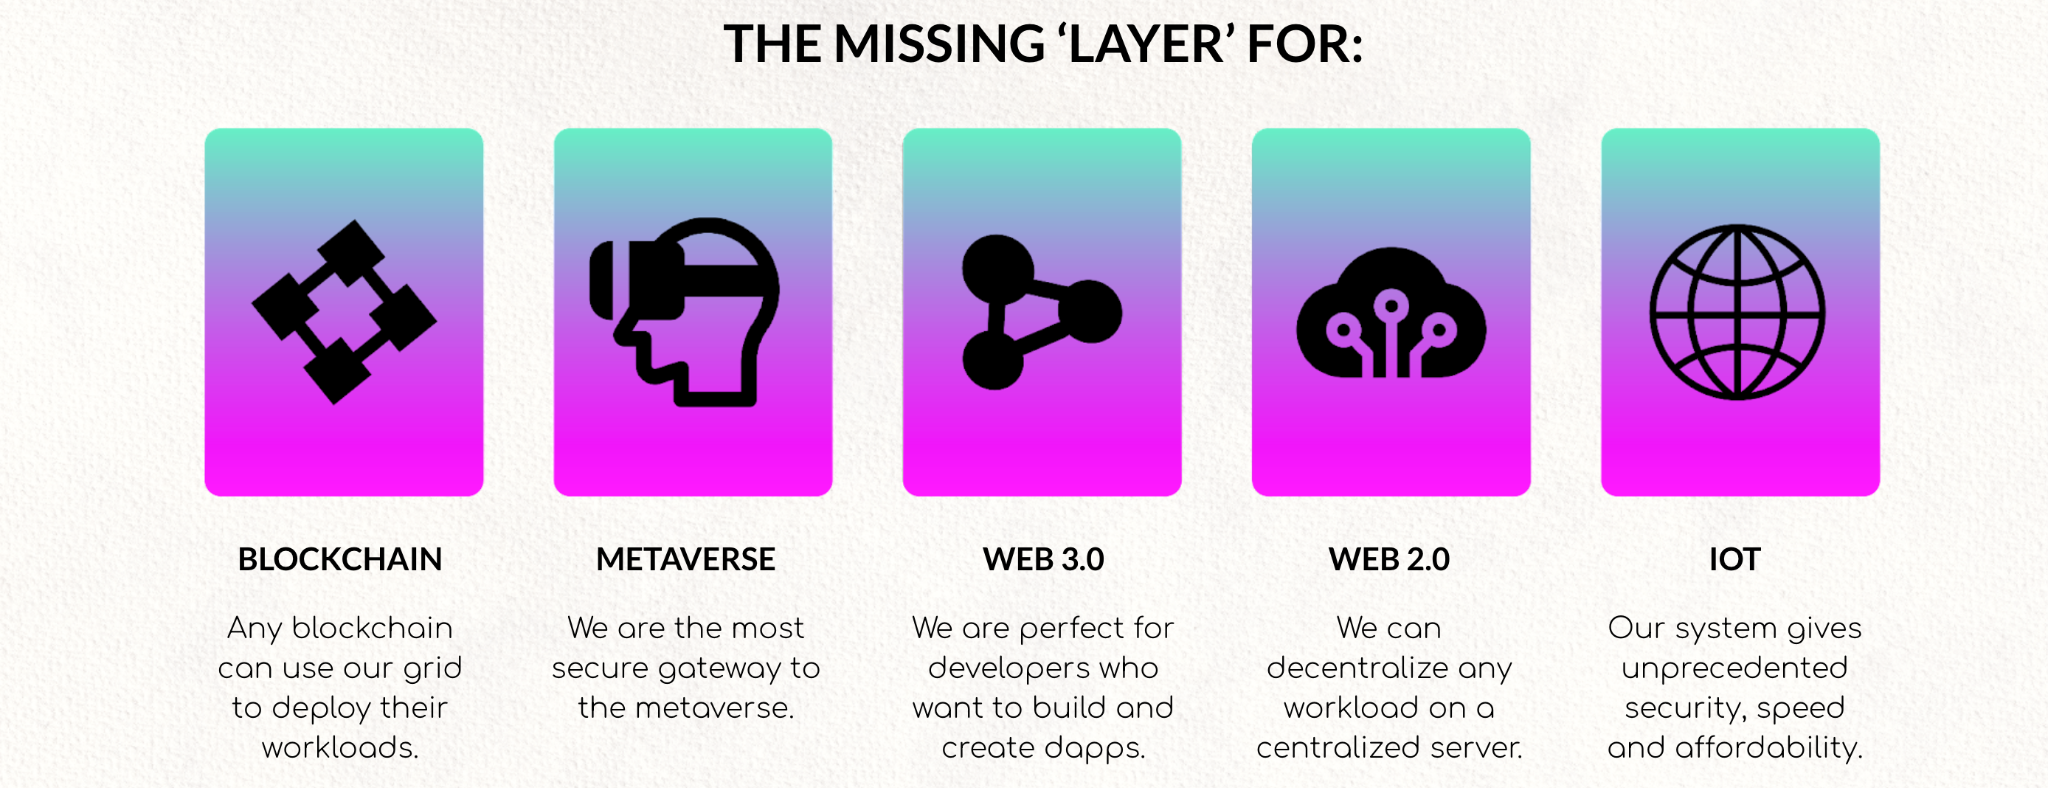 THE MISSING ‘LAYER’ FOR:
BLOCKCHAIN
Any blockchain
can use our grid
to deploy their
workloads.
METAVERSE
We are the most
secure gateway to
the metaverse.
WEB 3.0
We are perfect for
developers who
want to build and
create dapps.
WEB 2.0
We can
decentralize any
workload on a
centralized server.
IOT
Our system gives
unprecedented
security, speed
and affordability.